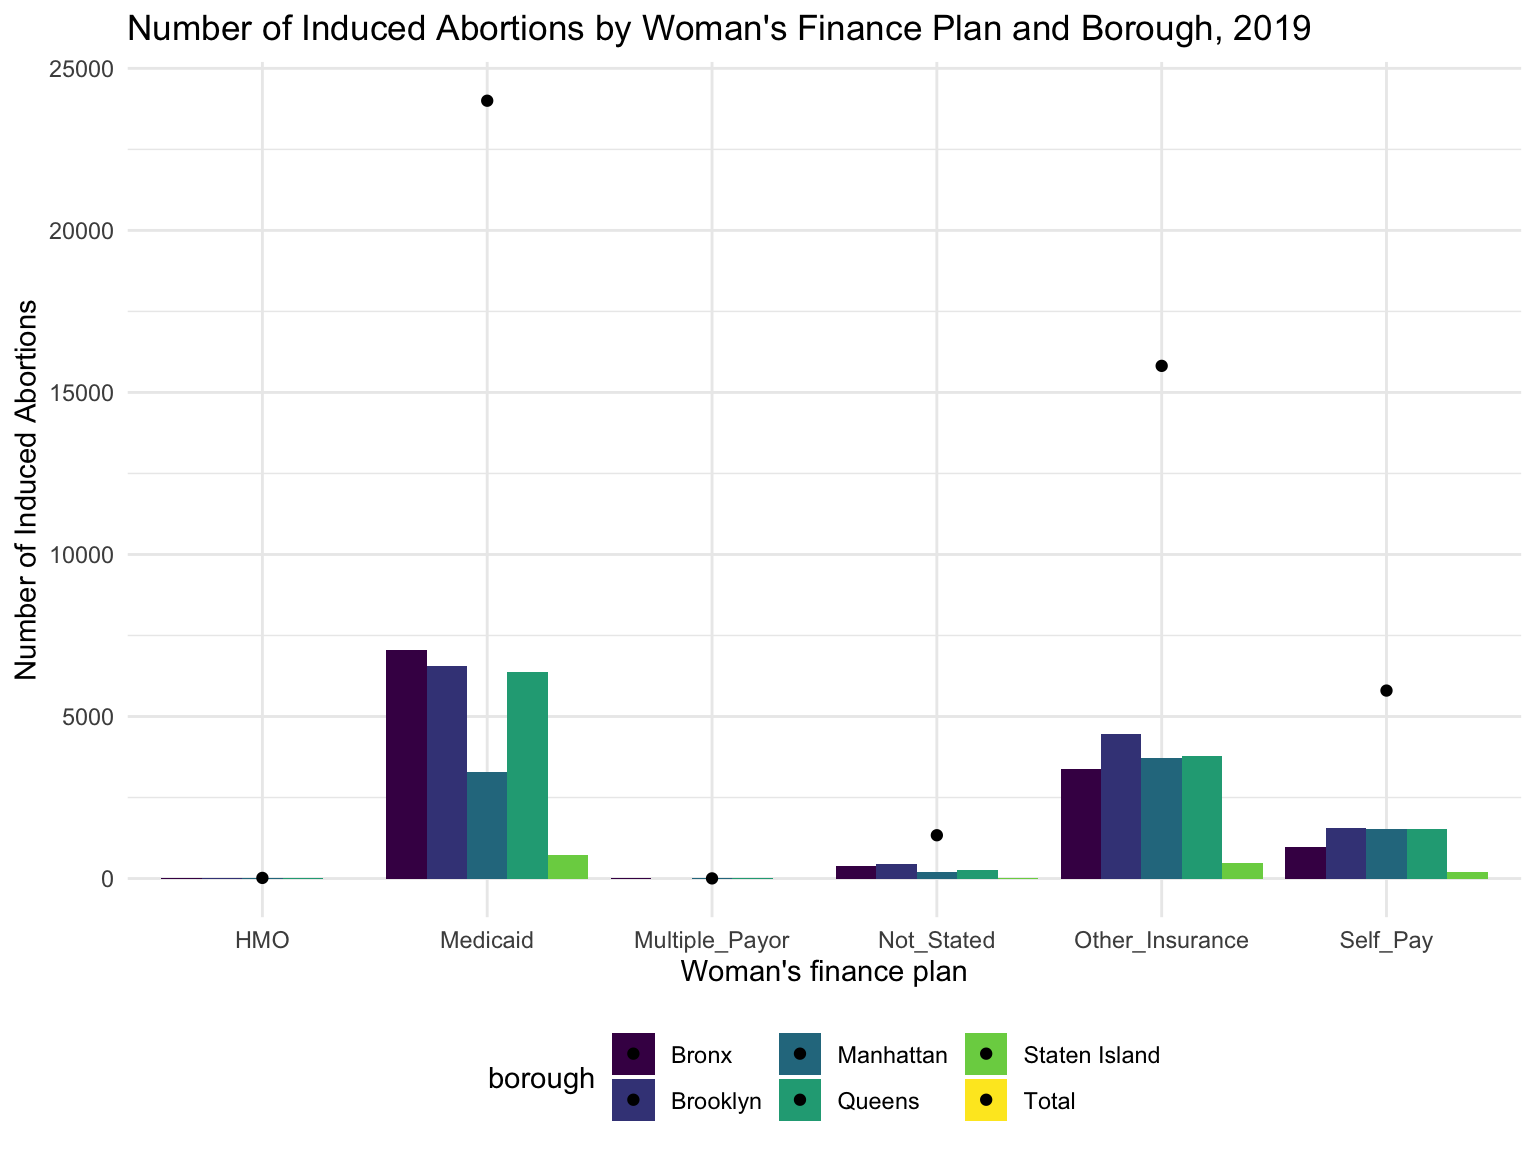 Number of Induced Abortions by Woman's Finance Plan and Borough, 2019
Number of Induced Abortions
25000
20000
15000
10000
5000
0
HMO Medicaid Multiple_Payor Not_Stated Other_Insurance Self_Pay
Woman's finance plan
borough
Bronx Manhattan Staten Island
Brooklyn Queens Total